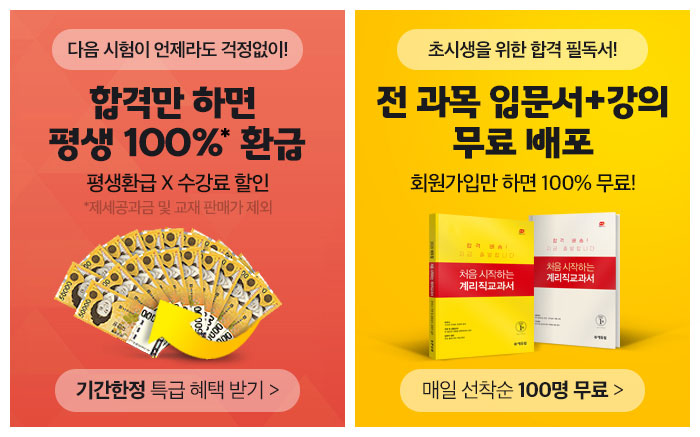 다음 시험이 언제라도 걱정없이!
합격만 하면
평생 100%* 환급
평생환급 X 수강료 할인
*제세공과금 및 교재 판매가 제외
50000
50000
기간한정 특급 혜택 받기 >
초시생을 위한 합격 필독서!
전 과목 입문서+강의
무료 배포
회원가입만 하면 100% 무료!
합격 해홈!
처음 시작하는
계리직교과서
처음 시작하는
계리직교과서
매일 선착순 100명 무료 >